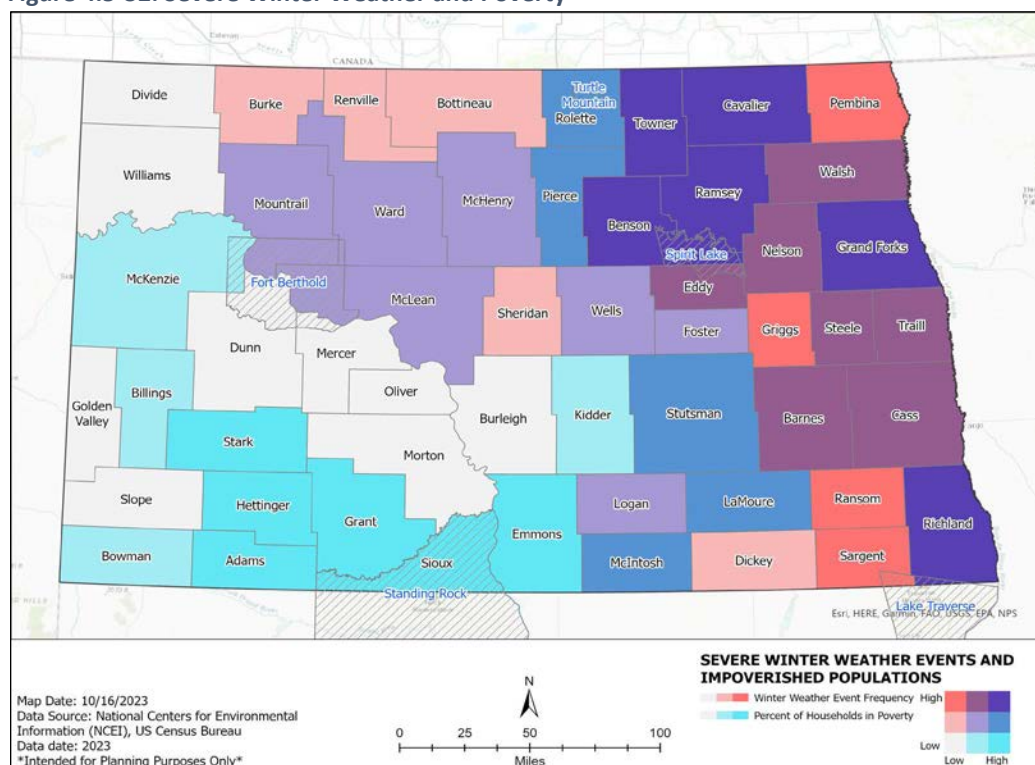 Divide
Burke
Renville
Bottineau
Turtle
Mountain
Rolette
Towner
Cavalier
Pembina
CANADA
Williams
Mountrail
Ward
McHenry
Pierce
Benson
Ramsey
Walsh
Nelson
Grand Forks
Spirit Lake
McKenzie
Fort Berthold
McLean
Sheridan
Wells
Eddy
Foster
Griggs
Steele
Traill
Dunn
Mercer
Oliver
Golden
Valley
Billings
Burleigh
Kidder
Stutsman
Barnes
Cass
Stark
Morton
Slope
Hettinger
Grant
Emmons
Logan
LaMoure
Ransom
Richland
Bowman
Adams
Sioux
McIntosh
Dickey
Sargent
Standing Rock
Lake Traverse
Esri, HERE, Garmin, FAO, USGS, EPA, NPS
Map Date: 10/16/2023
Data Source: National Centers for Environmental
Information (NCEI), US Census Bureau
Data date: 2023
*Intended for Planning Purposes Only*
N
0 25 50 100
Miles
SEVERE WINTER WEATHER EVENTS AND
IMPOVERISHED POPULATIONS
Winter Weather Event Frequency
Percent of Households in Poverty
High
Low
Low High